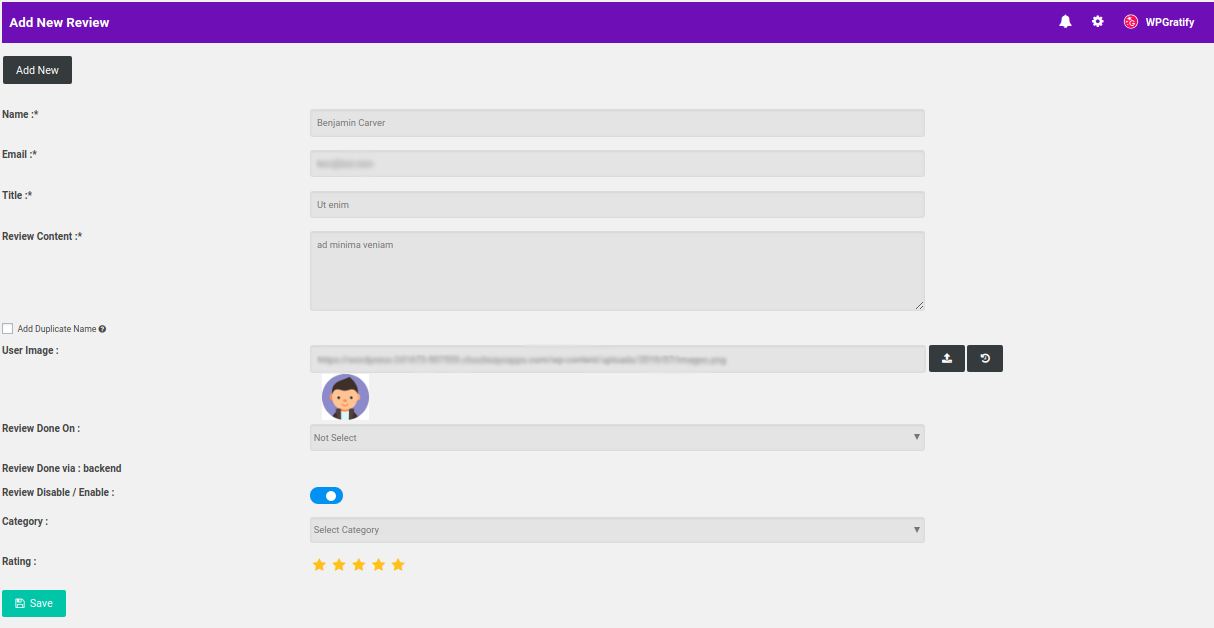 Add New Review
WPGratify
Add New
Name :*
Benjamin Carver
Email :*
Title :*
Ut enim
Review Content :*
ad minima veniam
Add Duplicate Name
User Image :
Review Done On :
Not Select
Review Done via : backend
Review Disable / Enable :
Category :
Select Category
Rating :
Save